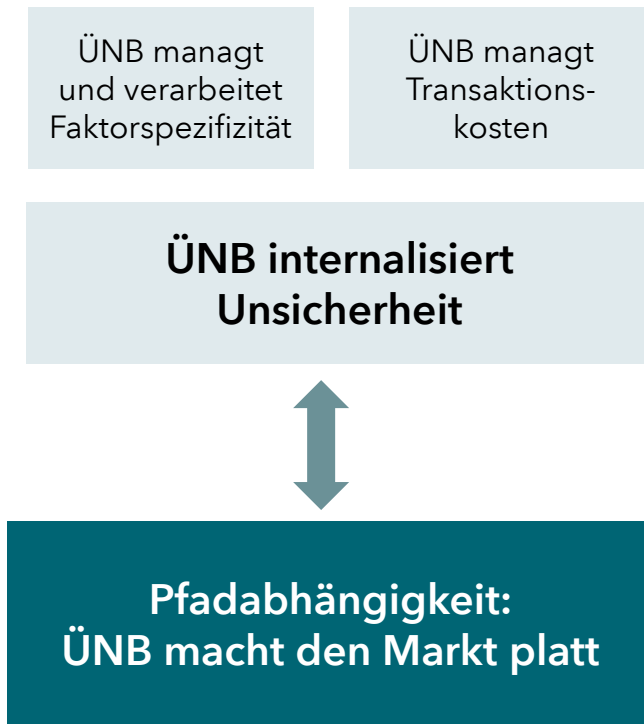 ÜNB managt
und verarbeitet
Faktorspezifizität
ÜNB managt
Transaktions-
kosten
ÜNB internalisiert
Unsicherheit
Pfadabhängigkeit:
ÜNB macht den Markt platt